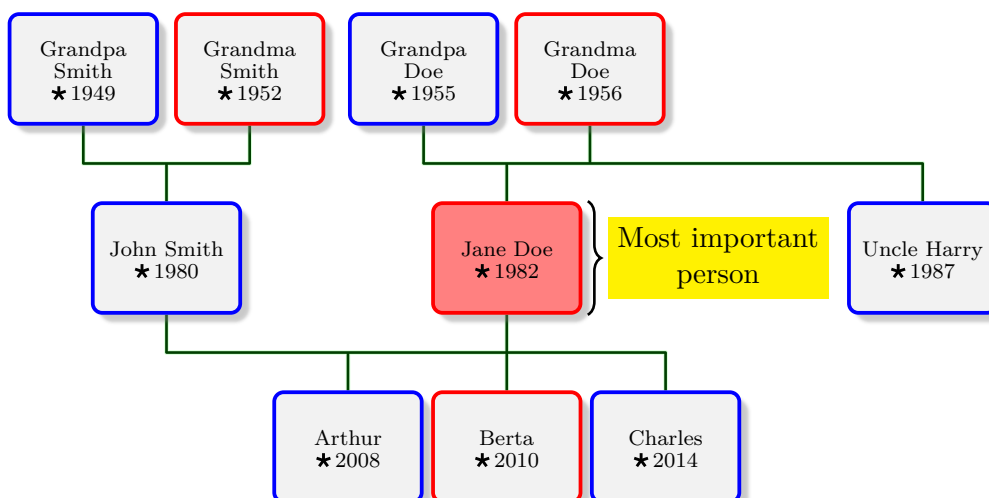 Grandpa
Smith
★1949
Grandma
Smith
★1952
Grandpa
Doe
★1955
Grandma
Doe
★1956
John Smith
★1980
Jane Doe
★1982
Most important
person
Uncle Harry
★1987
Arthur
★2008
Berta
★2010
Charles
★2014